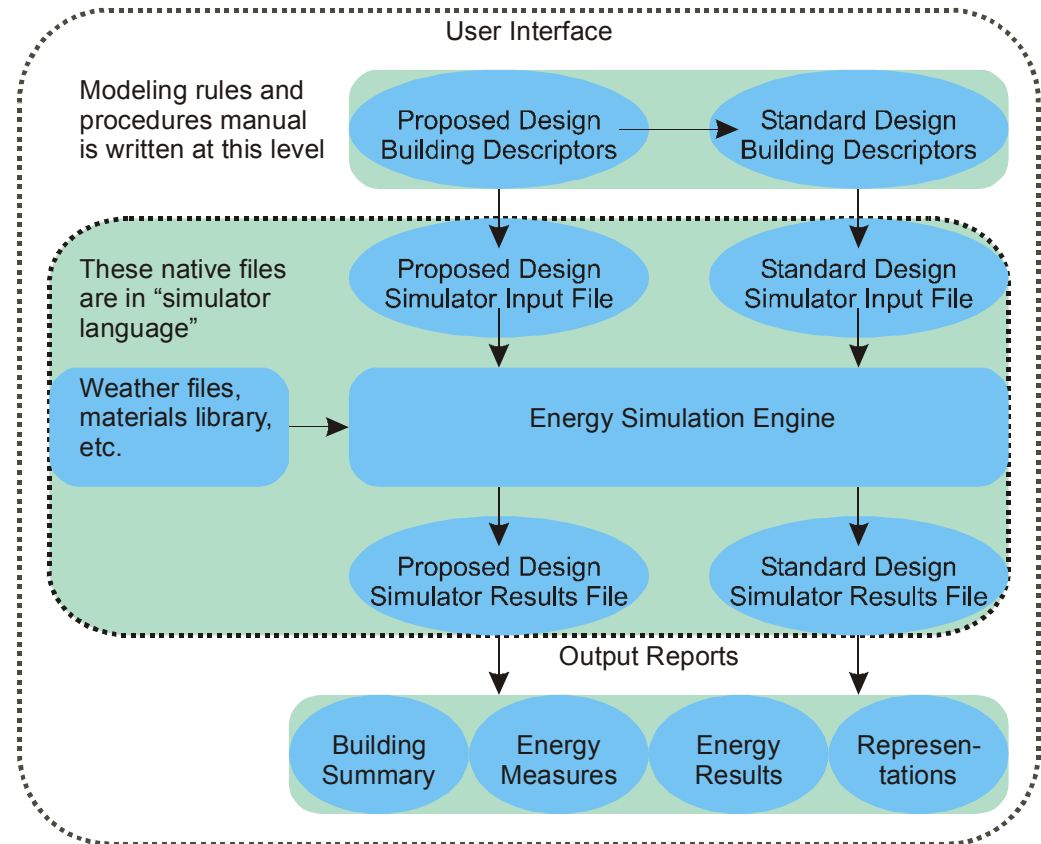 User Interface
Modeling rules and
procedures manual
is written at this level
Proposed Design
Building Descriptors
Standard Design
Building Descriptors
These native files
are in “simulator
language”
Proposed Design
Simulator Input File
Standard Design
Simulator Input File
Weather files,
materials library,
etc.
Energy Simulation Engine
Proposed Design
Simulator Results File
Standard Design
Simulator Results File
Output Reports
Building
Summary
Energy
Measures
Energy
Results
Represen-
tations